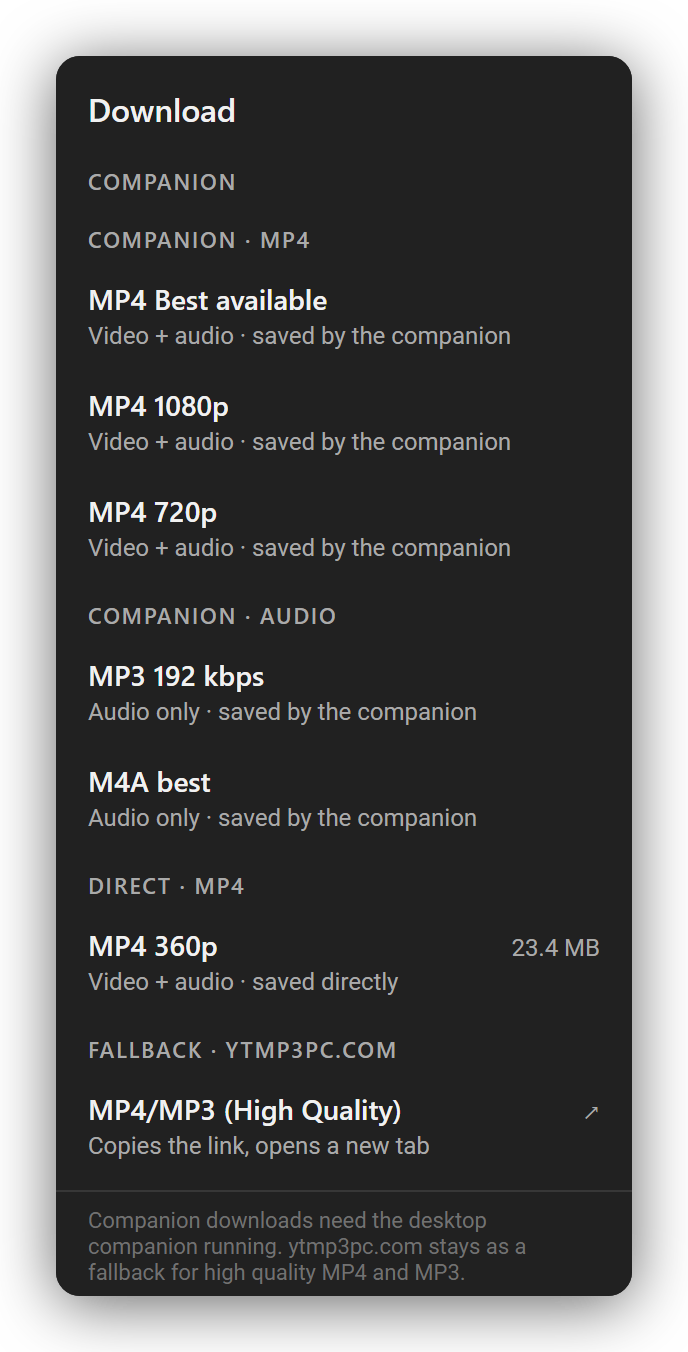 Download
COMPANION
COMPANION · MP4
MP4 Best available
Video + audio · saved by the companion
MP4 1080p
Video + audio · saved by the companion
MP4 720p
Video + audio · saved by the companion
COMPANION · AUDIO
MP3 192 kbps
Audio only · saved by the companion
M4A best
Audio only · saved by the companion
DIRECT · MP4
MP4 360p 23.4 MB
Video + audio · saved directly
FALLBACK · YTMP3PC.COM
MP4/MP3 (High Quality) ↗
Copies the link, opens a new tab
Companion downloads need the desktop
companion running. ytmp3pc.com stays as a
fallback for high quality MP4 and MP3.